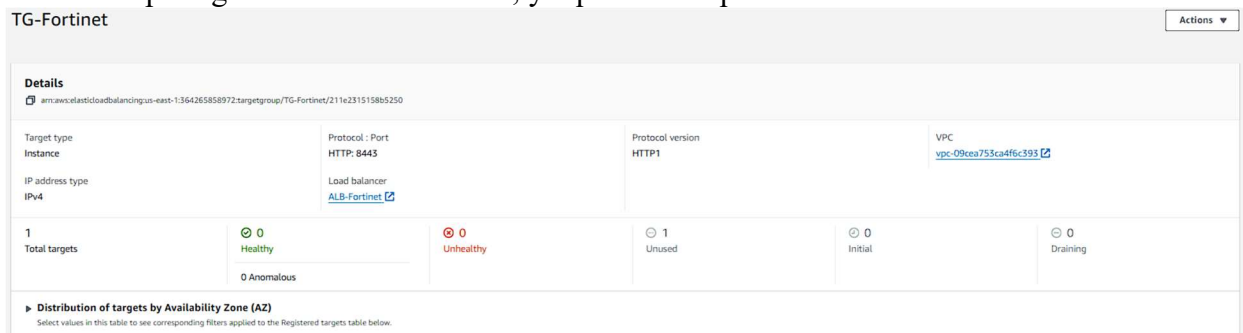 TG-Fortinet
Actions
Details
arn:aws:elasticloadbalancing:us-east-1:364265858972:targetgroup/TG-Fortinet/211e2315158b5250
Target type
Instance
Protocol : Port
HTTP: 8443
Protocol version
HTTP1
VPC
vpc-09cea753ca4f6c393
IP address type
IPv4
Load balancer
ALB-Fortinet
1
Total targets
0
Healthy
0 Anomalous
0
Unhealthy
1
Unused
0
Initial
0
Draining
Distribution of targets by Availability Zone (AZ)
Select values in this table to see corresponding filters applied to the Registered targets table below.